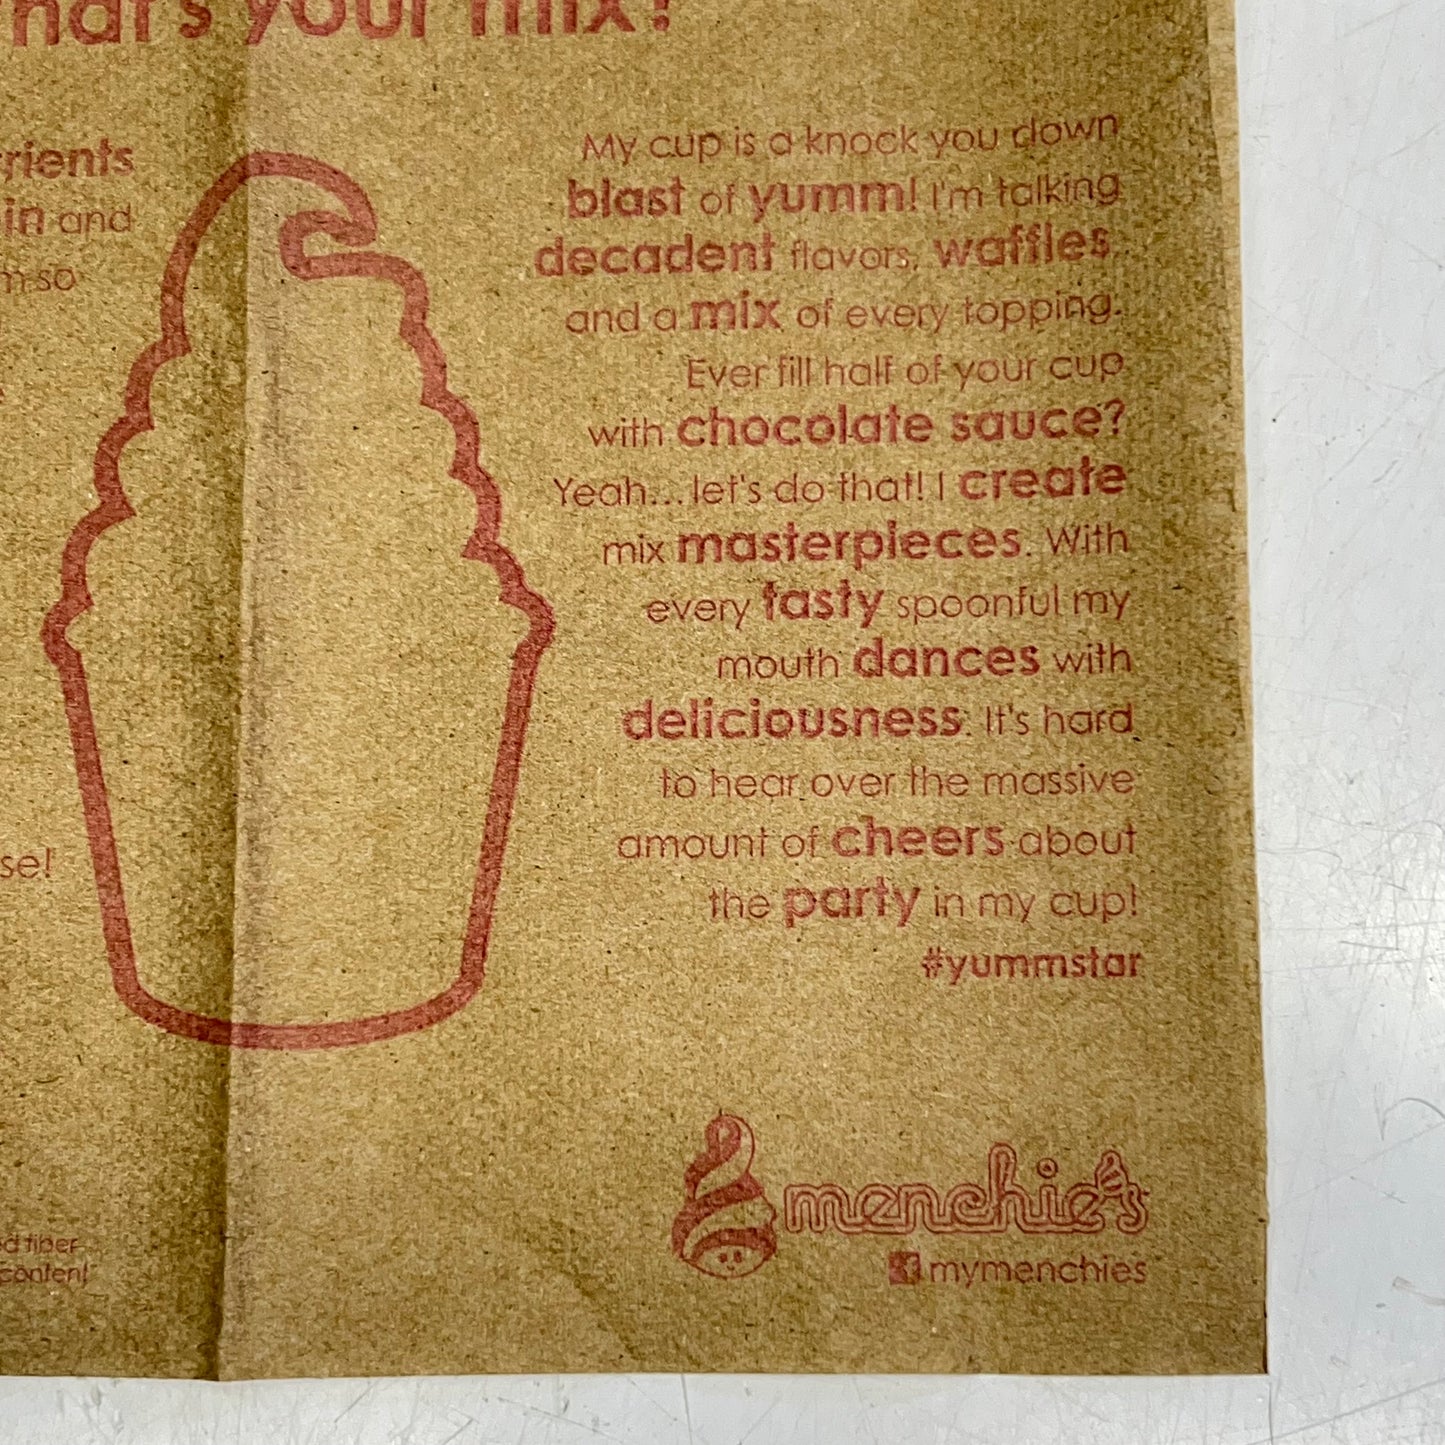 your mix?
rients
in and
so
se!
My cup is a knock you down
blast of yumm! I'm talking
decadent flavors, waffles,
and a mix of every topping.
Ever fill half of your cup
with chocolate sauce?
Yeah... let's do that! I create
mix masterpieces. With
every tasty spoonful my
mouth dances with
deliciousness. It's hard
to hear over the massive
amount of cheers about
the party in my cup!
#yummstar
menchie's
mymenchies
fiber
content